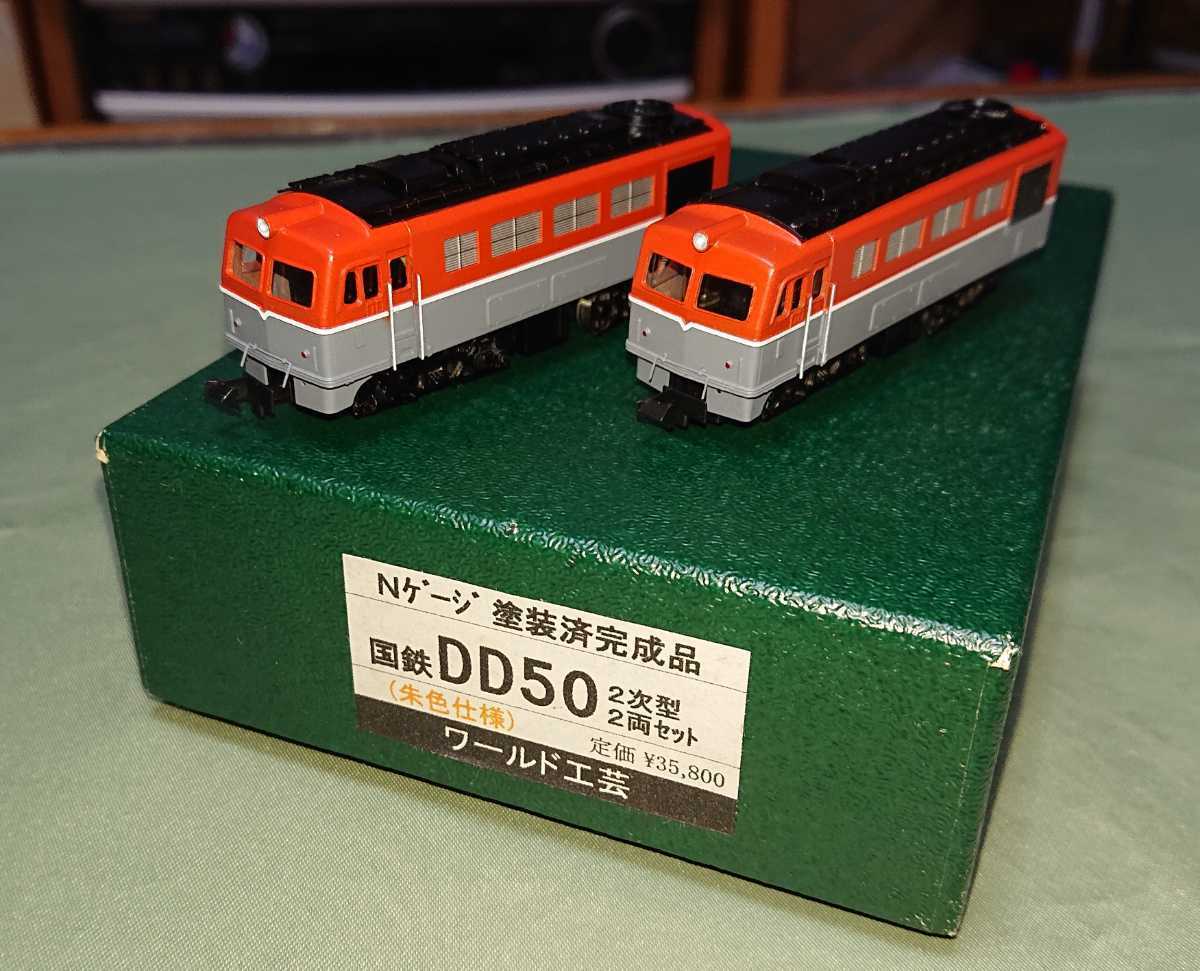 Nゲージ 塗装済完成品
国鉄DD50 2次型
2両セット
(朱色仕様)
定価 ¥35,800
ワールド工芸